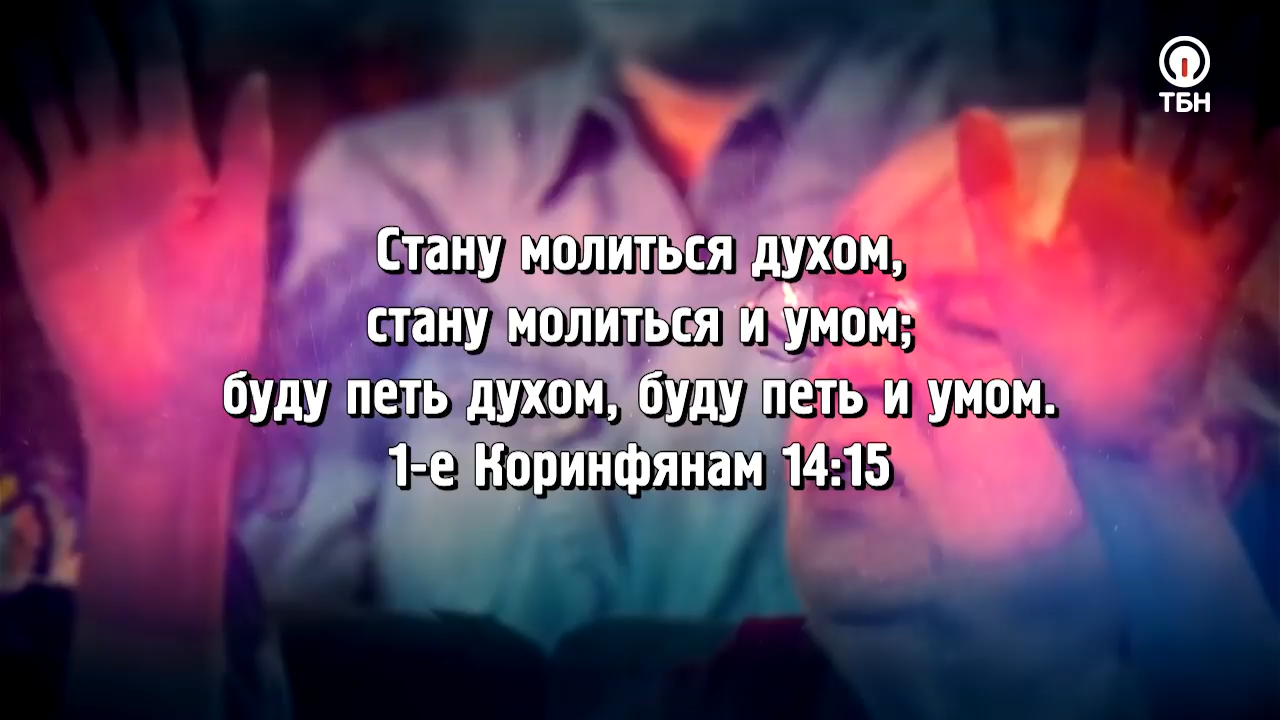 ТБН
Стану молиться духом,
стану молиться и умом;
буду петь духом, буду петь и умом.
1-е Коринфянам 14:15